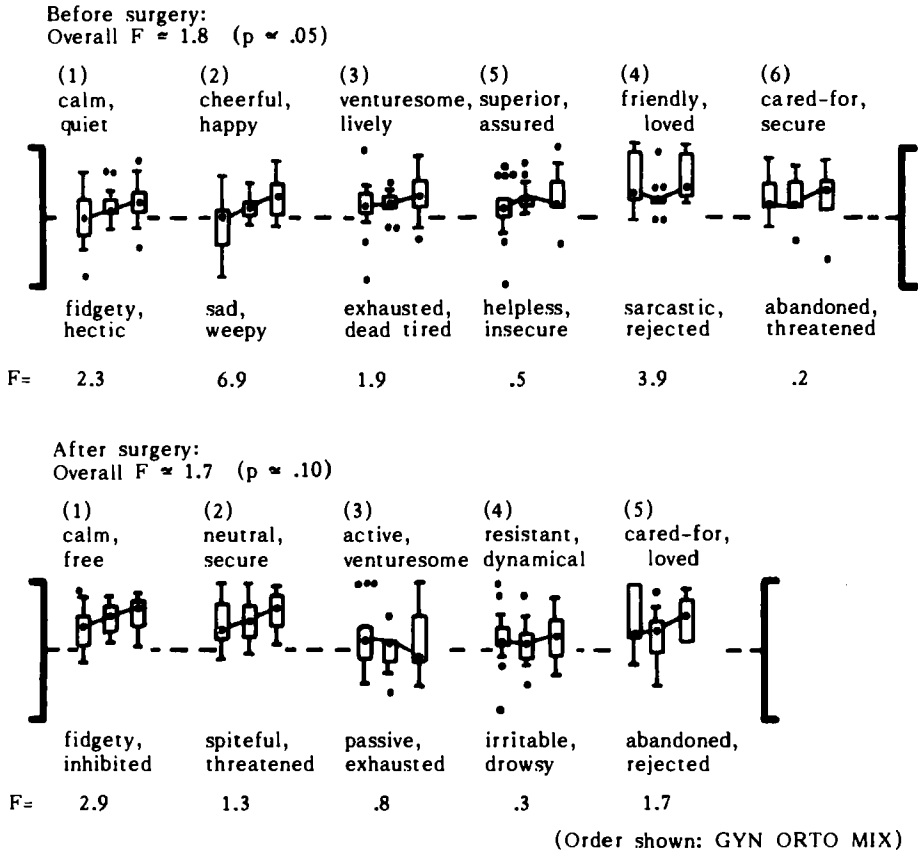 Before surgery:
Overall F ≃ 1.8 (p ≃ .05)
(1) (2) (3) (5) (4) (6)
calm, cheerful, venturesome, superior, friendly, cared-for,
quiet happy lively assured loved secure
fidgety, sad, exhausted, helpless, sarcastic, abandoned,
hectic weepy dead tired insecure rejected threatened
F= 2.3 6.9 1.9 .5 3.9 .2
After surgery:
Overall F ≃ 1.7 (p ≃ .10)
(1) (2) (3) (4) (5)
calm, neutral, active, resistant, cared-for,
free secure venturesome dynamical loved
fidgety, spiteful, passive, irritable, abandoned,
inhibited threatened exhausted drowsy rejected
F= 2.9 1.3 .8 .3 1.7
(Order shown: GYN ORTO MIX)